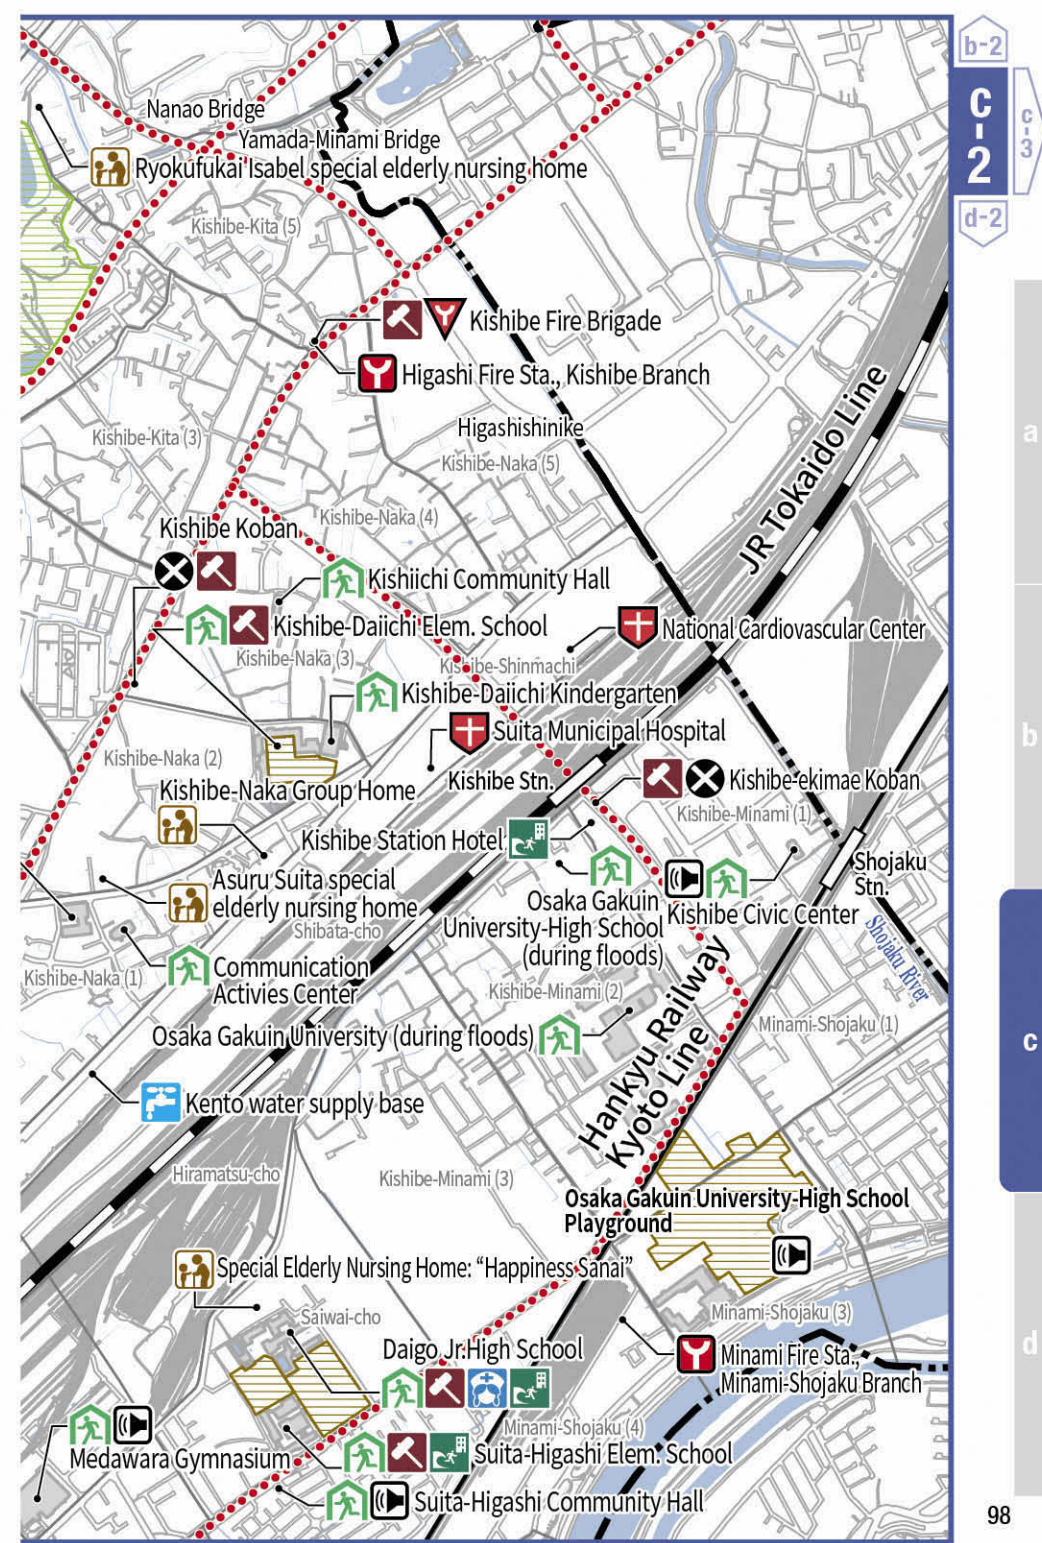 b-2
c-2
c-3
d-2
Nanao Bridge
Yamada-Minami Bridge
Ryokufukai Isabel special elderly nursing home
Kishibe-Kita (5)
Kishibe Fire Brigade
Higashi Fire Sta., Kishibe Branch
JR Tokaido Line
a
Higashishinike
Kishibe-Kita (3)
Kishibe-Naka (5)
Kishibe-Naka (4)
Kishibe Koban
Kishiichi Community Hall
Kishibe-Daiichi Elem. School
National Cardiovascular Center
Kishibe-Naka (3)
Kishibe-Shinmachi
Kishibe-Daiichi Kindergarten
Suita Municipal Hospital
b
Kishibe-Naka (2)
Kishibe Stn.
Kishibe-ekimae Koban
Kishibe-Naka Group Home
Kishibe-Minami (1)
Kishibe Station Hotel
Shojaku
Stn.
Asuru Suita special
elderly nursing home
Osaka Gakuin
University-High School
(during floods)
Kishibe Civic Center
Shibata-cho
Shojaku River
Kishibe-Naka (1)
Communication
Activies Center
Kishibe-Minami (2)
Hankyu Railway
Kyoto Line
Minami-Shojaku (1)
Osaka Gakuin University (during floods)
c
Kento water supply base
Hiramatsu-cho
Kishibe-Minami (3)
Osaka Gakuin University-High School
Playground
Special Elderly Nursing Home: “Happiness Sanai”
Saiwai-cho
Minami-Shojaku (3)
Daigo Jr.High School
Minami Fire Sta.,
Minami-Shojaku Branch
d
Minami-Shojaku (4)
Medawara Gymnasium
Suita-Higashi Elem. School
Suita-Higashi Community Hall
98